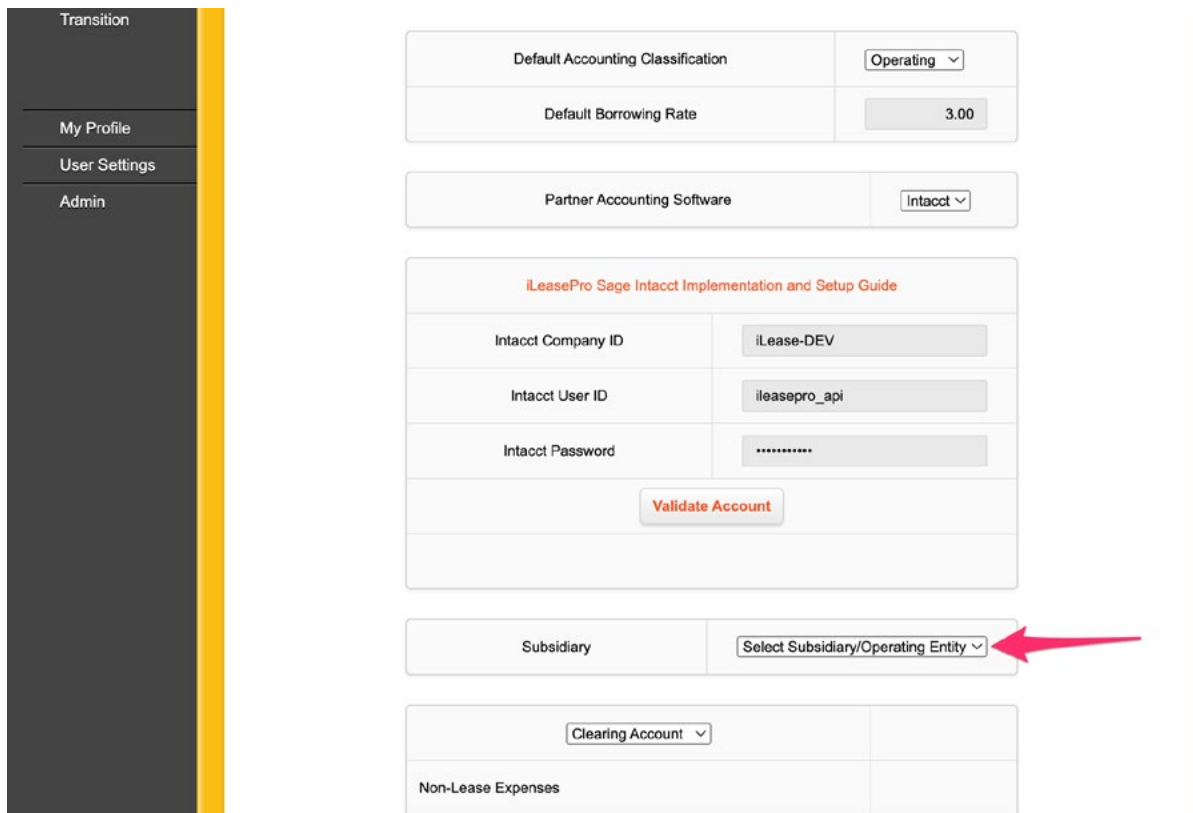 Transition
My Profile
User Settings
Admin
Default Accounting Classification
Operating
Default Borrowing Rate
3.00
Partner Accounting Software
Intacct
iLeasePro Sage Intacct Implementation and Setup Guide
Intacct Company ID
iLease-DEV
Intacct User ID
ileasepro_api
Intacct Password
•••••••••••
Validate Account
Subsidiary
Select Subsidiary/Operating Entity
Clearing Account
Non-Lease Expenses